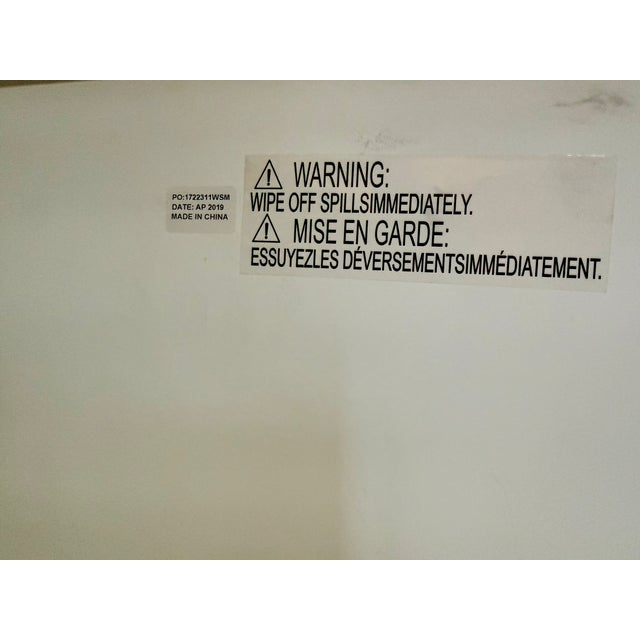 PO:1722311WSM
DATE: AP 2019
MADE IN CHINA
⚠ WARNING:
WIPE OFF SPILLSIMMEDIATELY.
⚠ MISE EN GARDE:
ESSUYEZLES DÉVERSEMENTSIMMÉDIATEMENT.